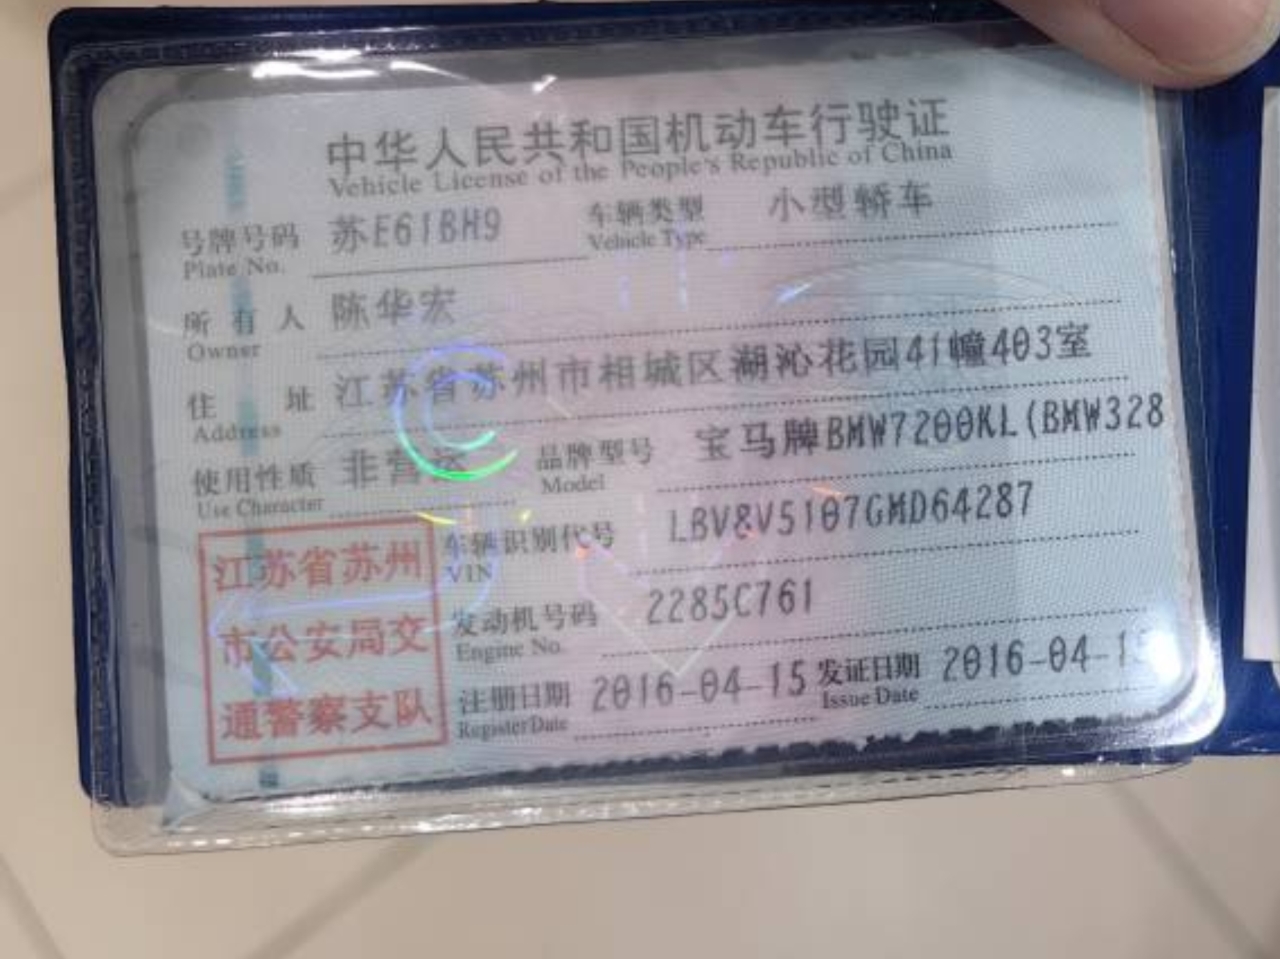 中华人民共和国机动车行驶证
Vehicle License of the People's Republic of China
号牌号码 苏E61BH9 车辆类型 小型轿车
Plate No. Vehicle Type
所有人 陈华宏
Owner
住址 江苏省苏州市相城区湖沁花园41幢403室
Address
使用性质 非营运 品牌型号 宝马牌BMW7200KL(BMW328
Use Character Model
江苏省苏州
市公安局交
通警察支队
车辆识别代号 LBV8V5107GMD64287
VIN
发动机号码 2285C761
Engine No.
注册日期 2016-04-15 发证日期 2016-04-1
Register Date Issue Date